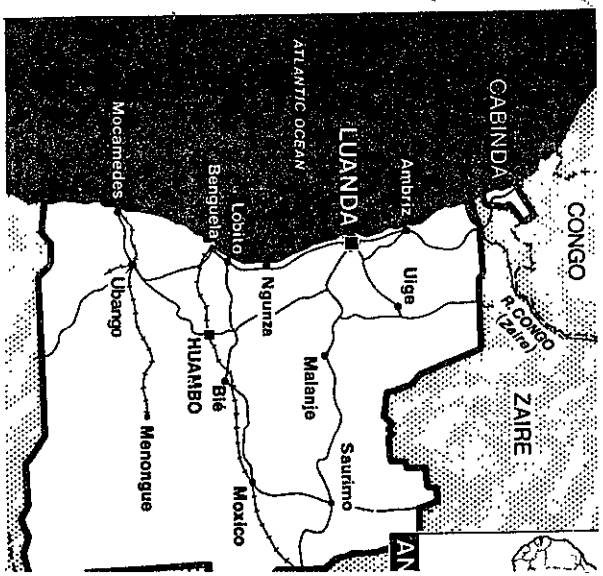 CONGO
R. CONGO
(Zaire)
ZAIRE
CABINDA
Ambriz
Uige
AN
LUANDA
Saurimo
Malanje
ATLANTIC OCEAN
Ngunza
Lobito
Moxico
Benguela
Bié
HUAMBO
Menongue
Mocamedes
Ubango